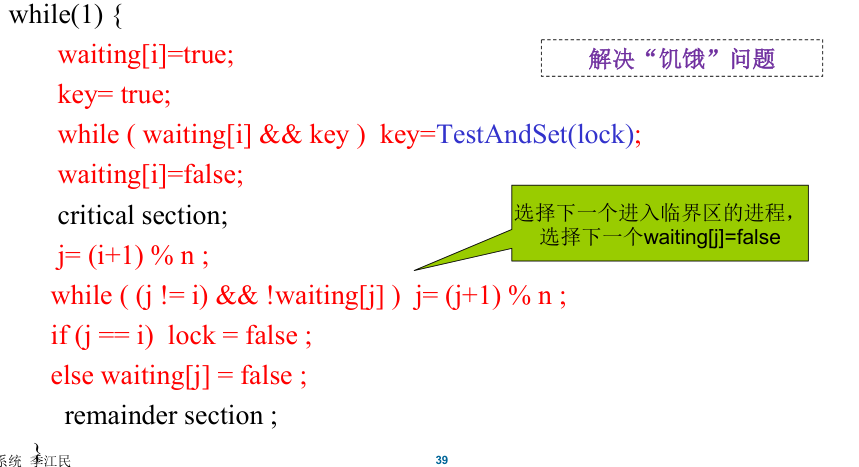 while(1) {
waiting[i]=true;
解决“饥饿”问题
key= true;
while ( waiting[i] && key ) key=TestAndSet(lock);
waiting[i]=false;
critical section;
选择下一个进入临界区的进程，
选择下一个waiting[j]=false
j= (i+1) % n ;
while ( (j != i) && !waiting[j] ) j= (j+1) % n ;
if (j == i) lock = false ;
else waiting[j] = false ;
remainder section ;
}
系统 李江民
39